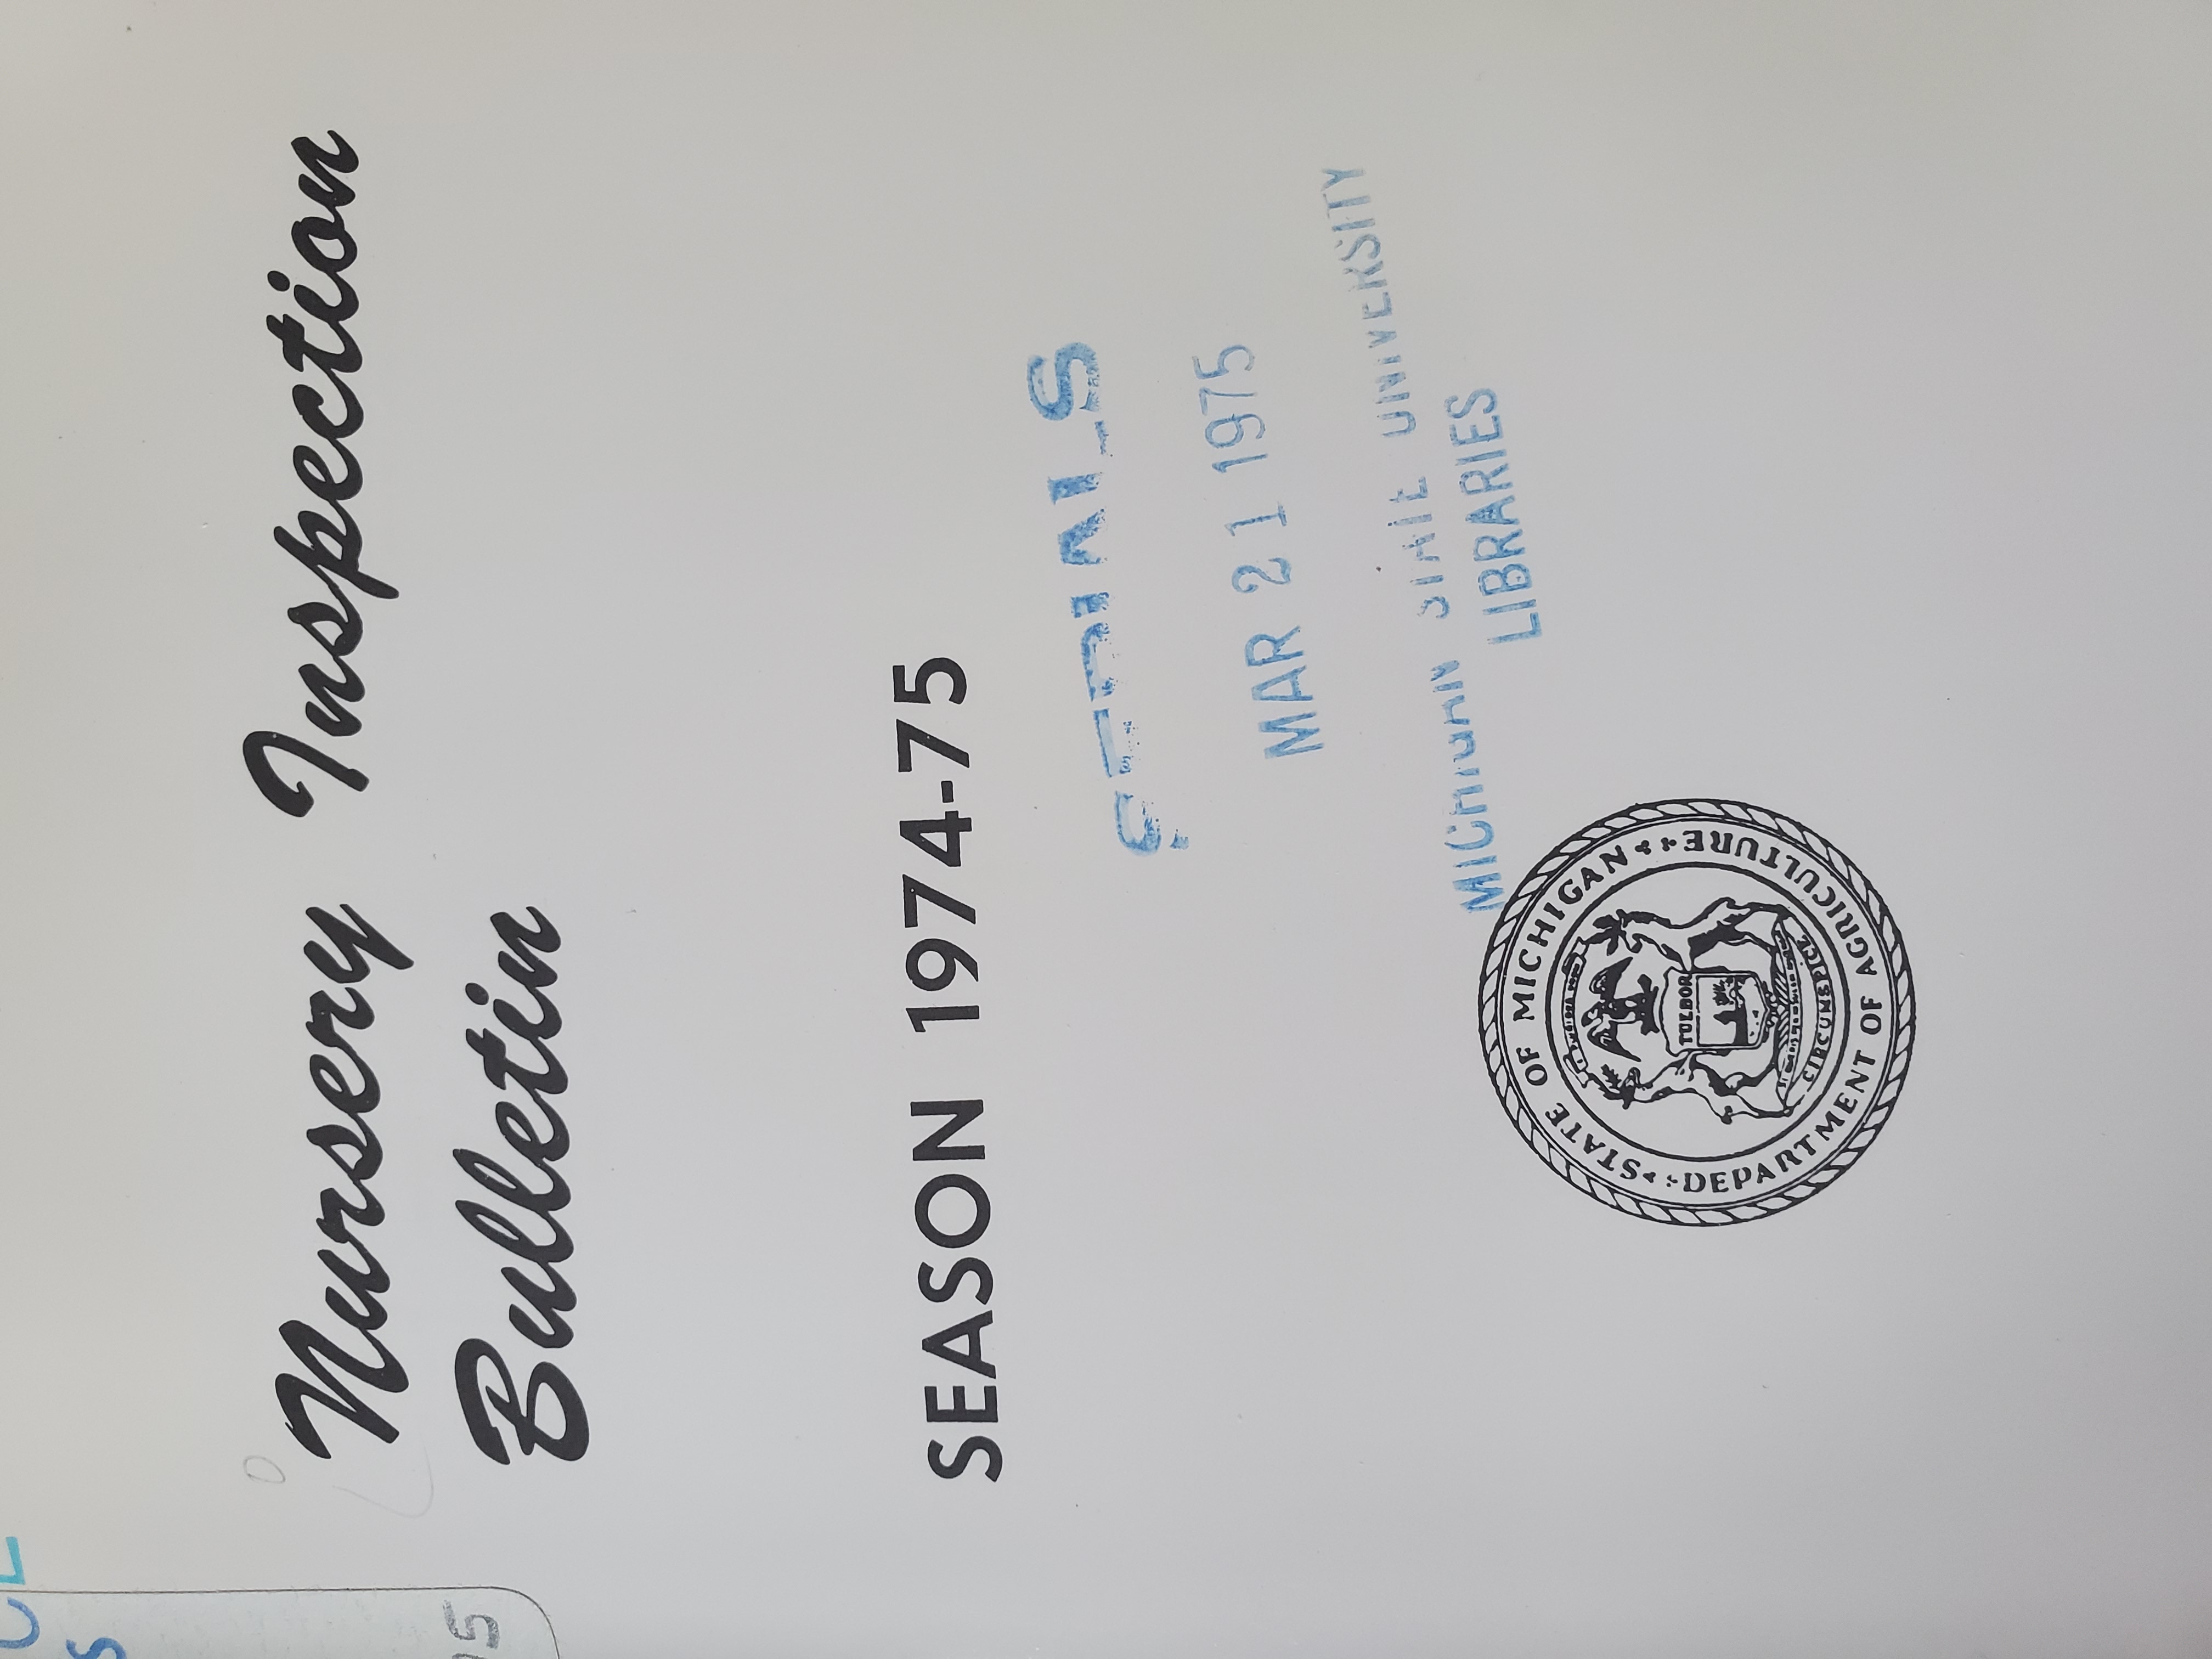 Nursery Inspection
Bulletin
SEASON 1974-75
SERIALS
MAR 21 1975
MICHIGAN STATE UNIVERSITY
LIBRARIES
STATE OF MICHIGAN
DEPARTMENT OF AGRICULTURE
TUEBOR
CIRCUMSPICE